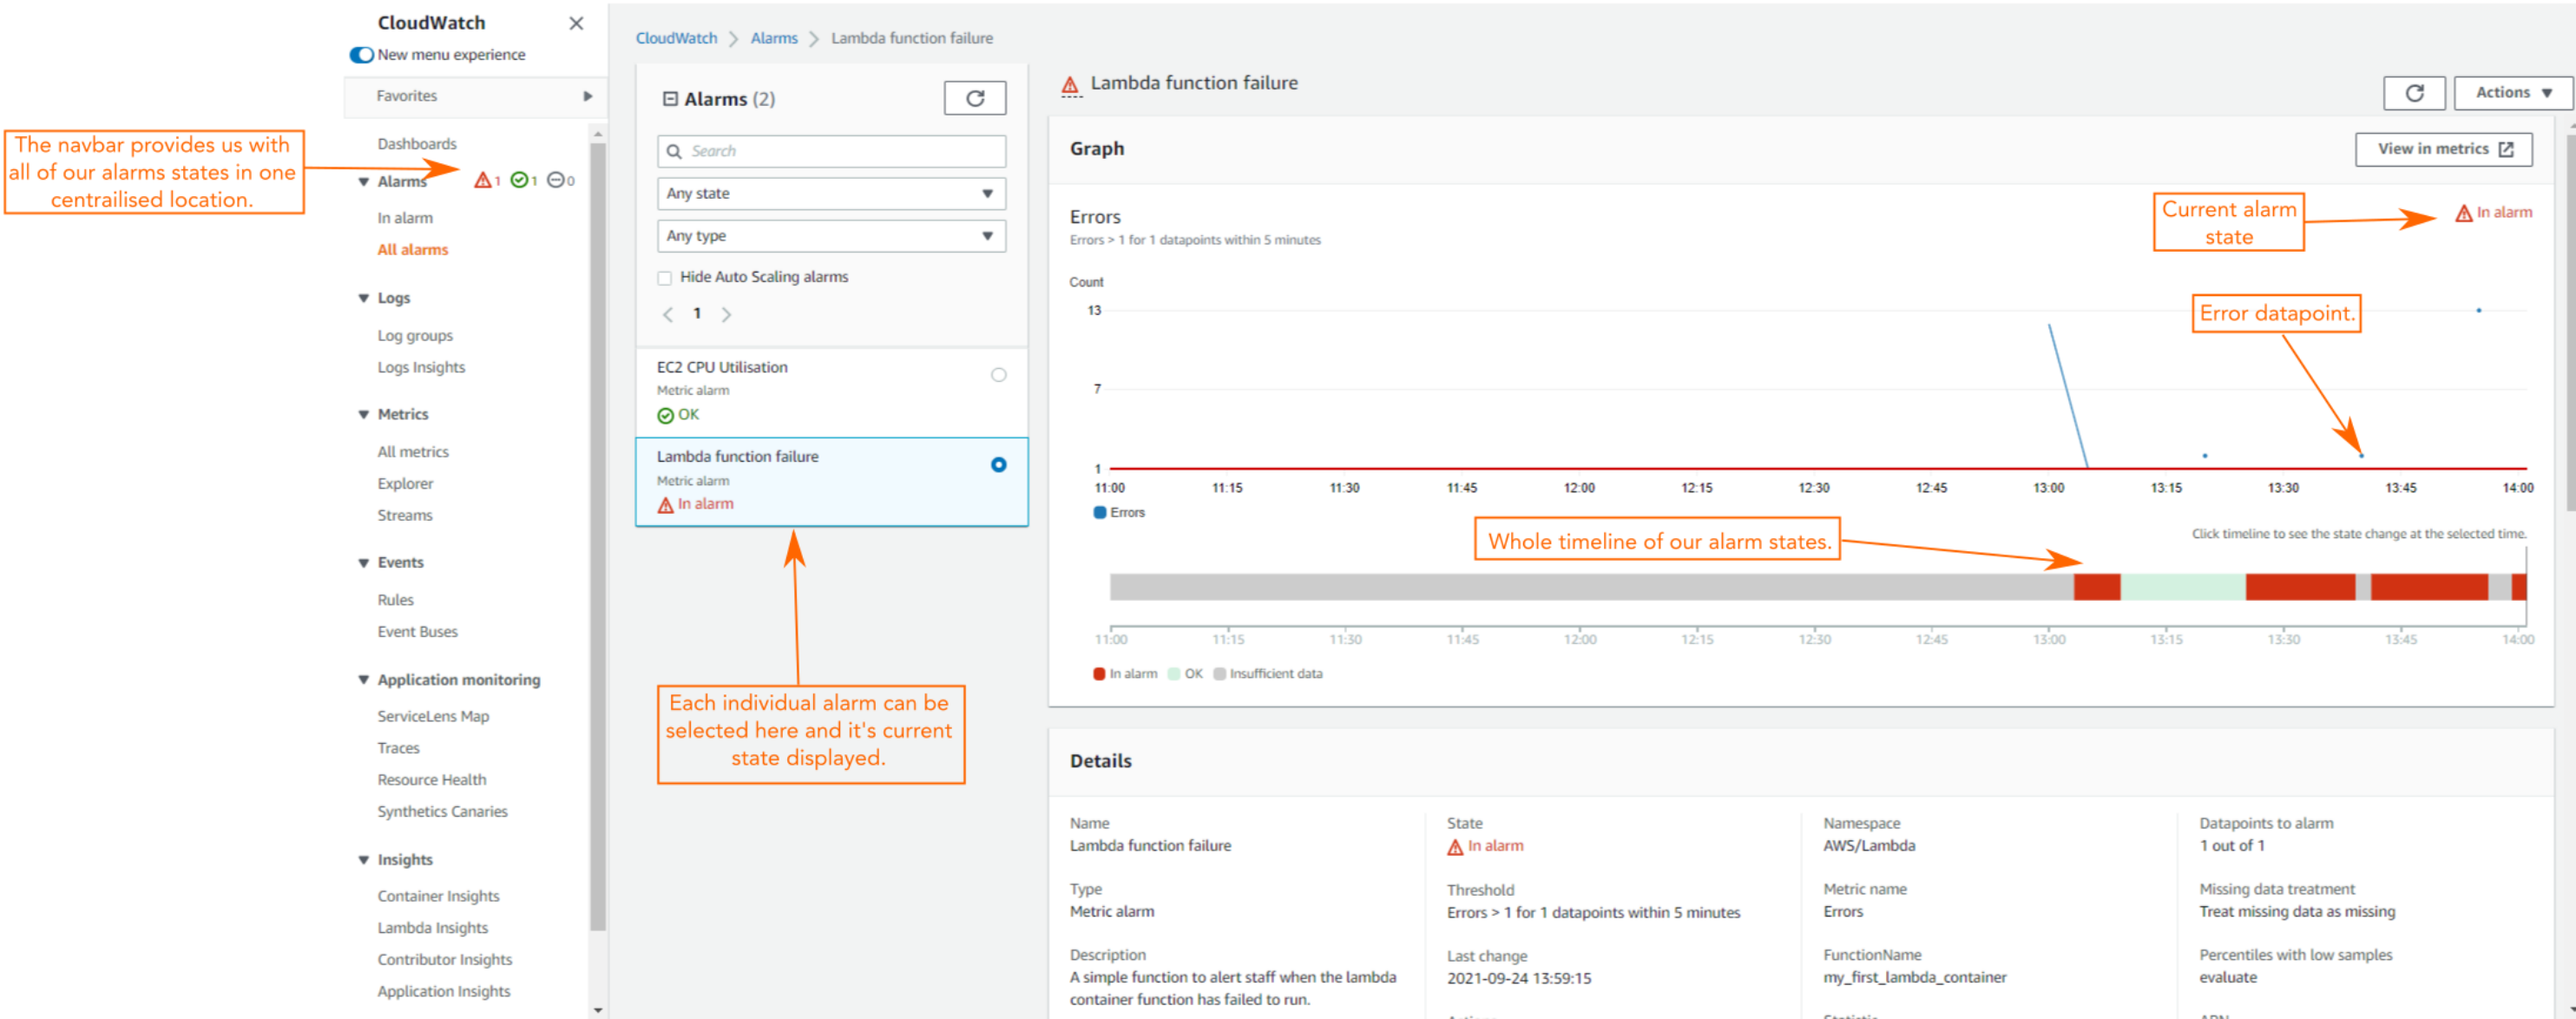 CloudWatch
New menu experience
Favorites
Dashboards
Alarms 1 1 0
In alarm
All alarms
Logs
Log groups
Logs Insights
Metrics
All metrics
Explorer
Streams
Events
Rules
Event Buses
Application monitoring
ServiceLens Map
Traces
Resource Health
Synthetics Canaries
Insights
Container Insights
Lambda Insights
Contributor Insights
Application Insights
The navbar provides us with
all of our alarms states in one
centrailised location.
CloudWatch > Alarms > Lambda function failure
Alarms (2)
Search
Any state
Any type
Hide Auto Scaling alarms
< 1 >
EC2 CPU Utilisation
Metric alarm
OK
Lambda function failure
Metric alarm
In alarm
Each individual alarm can be
selected here and it's current
state displayed.
Lambda function failure
Actions
Graph
View in metrics
Errors
Errors > 1 for 1 datapoints within 5 minutes
Current alarm
state
In alarm
Count
13
7
1
Error datapoint.
11:00 11:15 11:30 11:45 12:00 12:15 12:30 12:45 13:00 13:15 13:30 13:45 14:00
Errors
Whole timeline of our alarm states.
Click timeline to see the state change at the selected time.
11:00 11:15 11:30 11:45 12:00 12:15 12:30 12:45 13:00 13:15 13:30 13:45 14:00
In alarm OK Insufficient data
Details
Name
Lambda function failure
Type
Metric alarm
Description
A simple function to alert staff when the lambda
container function has failed to run.
State
In alarm
Threshold
Errors > 1 for 1 datapoints within 5 minutes
Last change
2021-09-24 13:59:15
Namespace
AWS/Lambda
Metric name
Errors
FunctionName
my_first_lambda_container
Datapoints to alarm
1 out of 1
Missing data treatment
Treat missing data as missing
Percentiles with low samples
evaluate